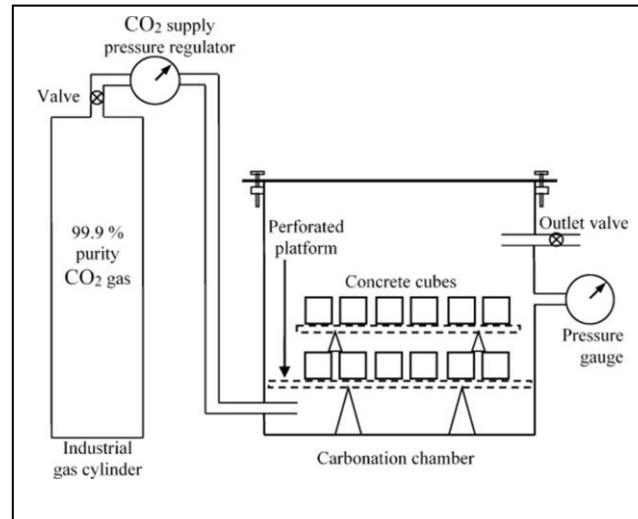 CO2 supply
pressure regulator
Valve
99.9 %
purity
CO2 gas
Industrial
gas cylinder
Perforated
platform
Concrete cubes
Outlet valve
Pressure
gauge
Carbonation chamber